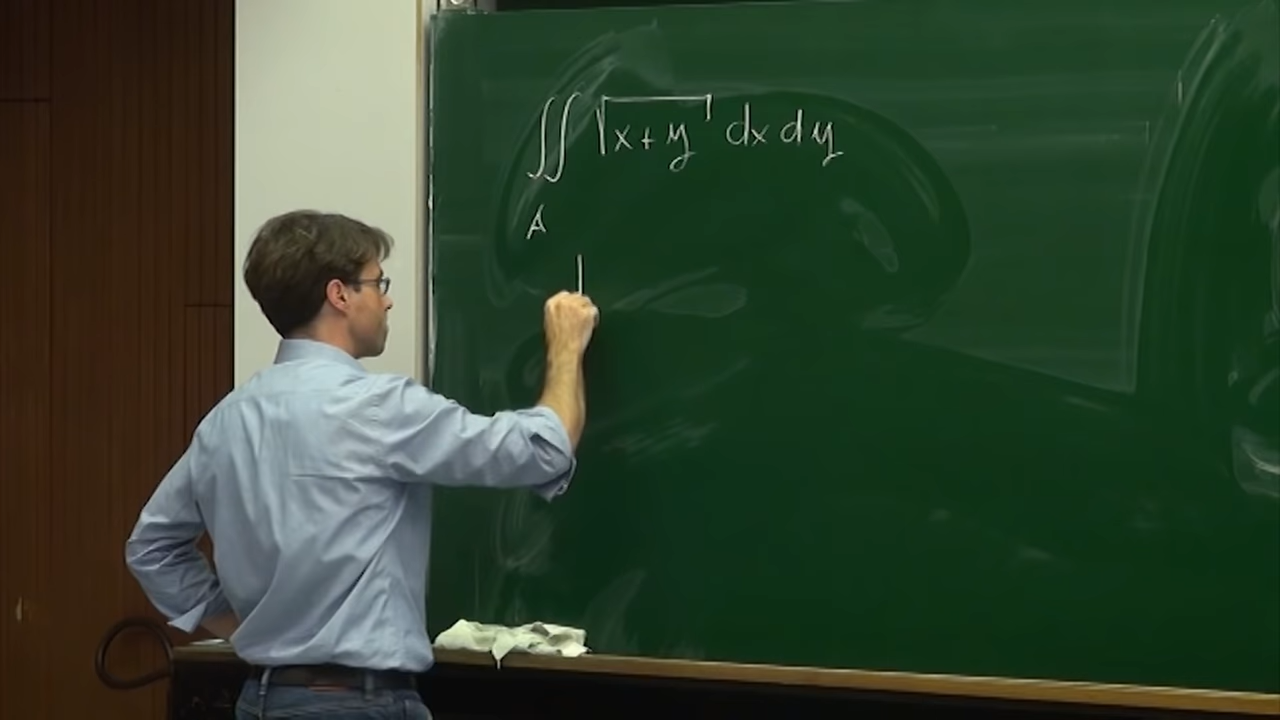 ∬ √(x+y) dx dy
A